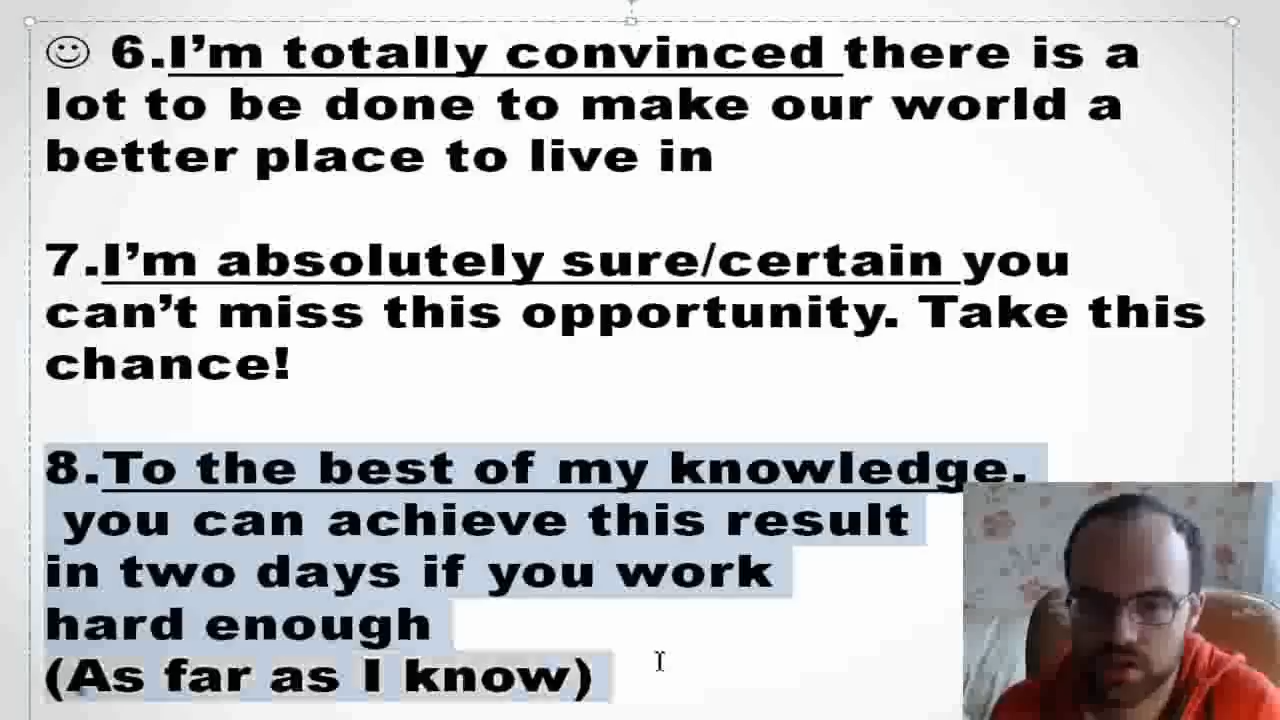 ☺ 6.I'm totally convinced there is a
lot to be done to make our world a
better place to live in
7.I'm absolutely sure/certain you
can't miss this opportunity. Take this
chance!
8.To the best of my knowledge.
you can achieve this result
in two days if you work
hard enough
(As far as I know)